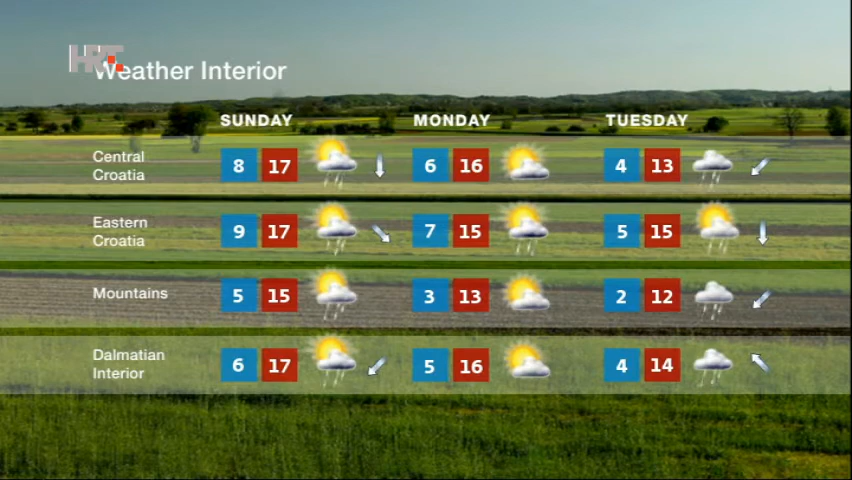 HRT
Weather Interior
SUNDAY MONDAY TUESDAY
Central
Croatia
8 17 6 16 4 13
Eastern
Croatia
9 17 7 15 5 15
Mountains
5 15 3 13 2 12
Dalmatian
Interior
6 17 5 16 4 14